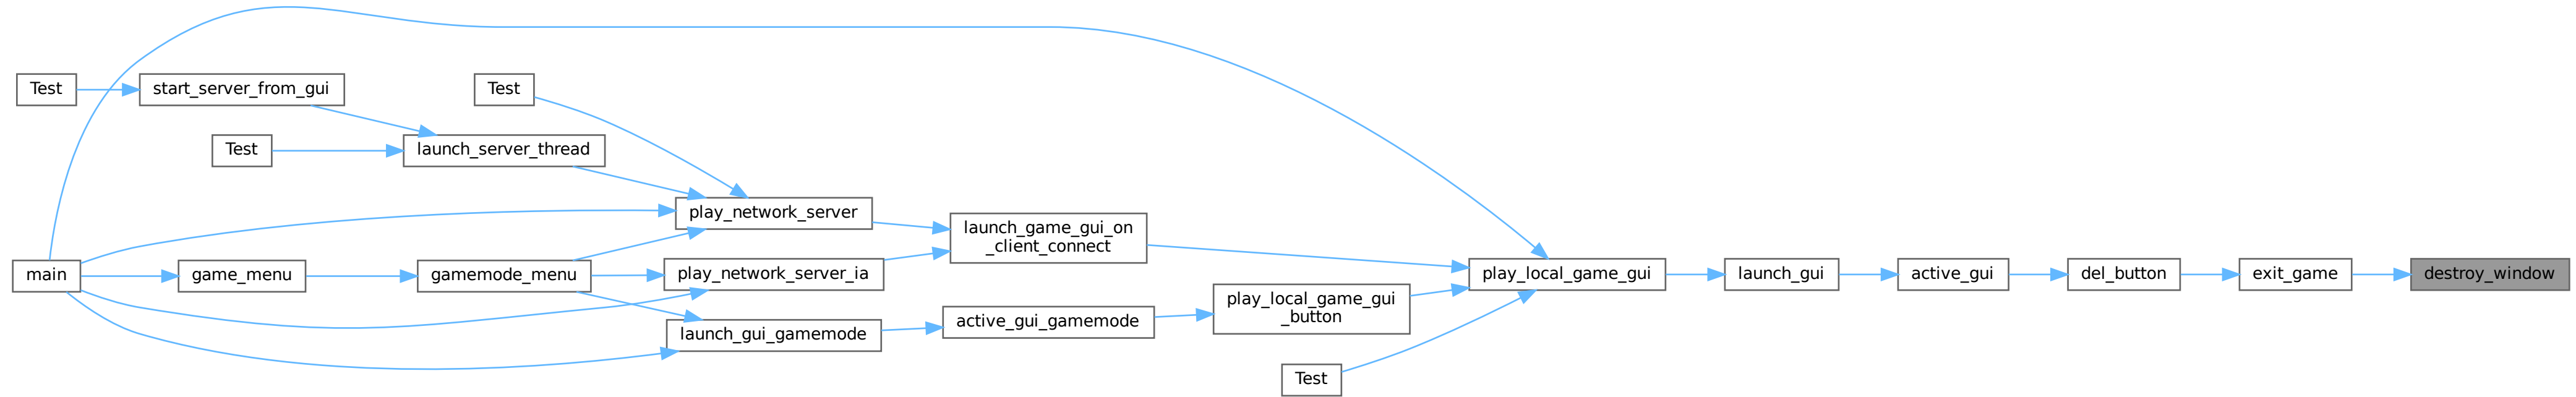 Test
start_server_from_gui
Test
Test
launch_server_thread
play_network_server
launch_game_gui_on
_client_connect
main
game_menu
gamemode_menu
play_network_server_ia
play_local_game_gui
launch_gui
active_gui
del_button
exit_game
destroy_window
play_local_game_gui
_button
active_gui_gamemode
launch_gui_gamemode
Test